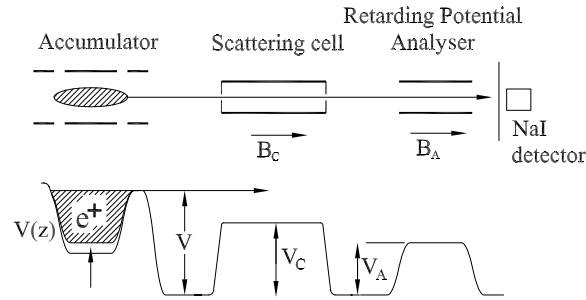 Retarding Potential
Accumulator Scattering cell Analyser
B_C B_A NaI
detector
V(z) e+ V V_C V_A